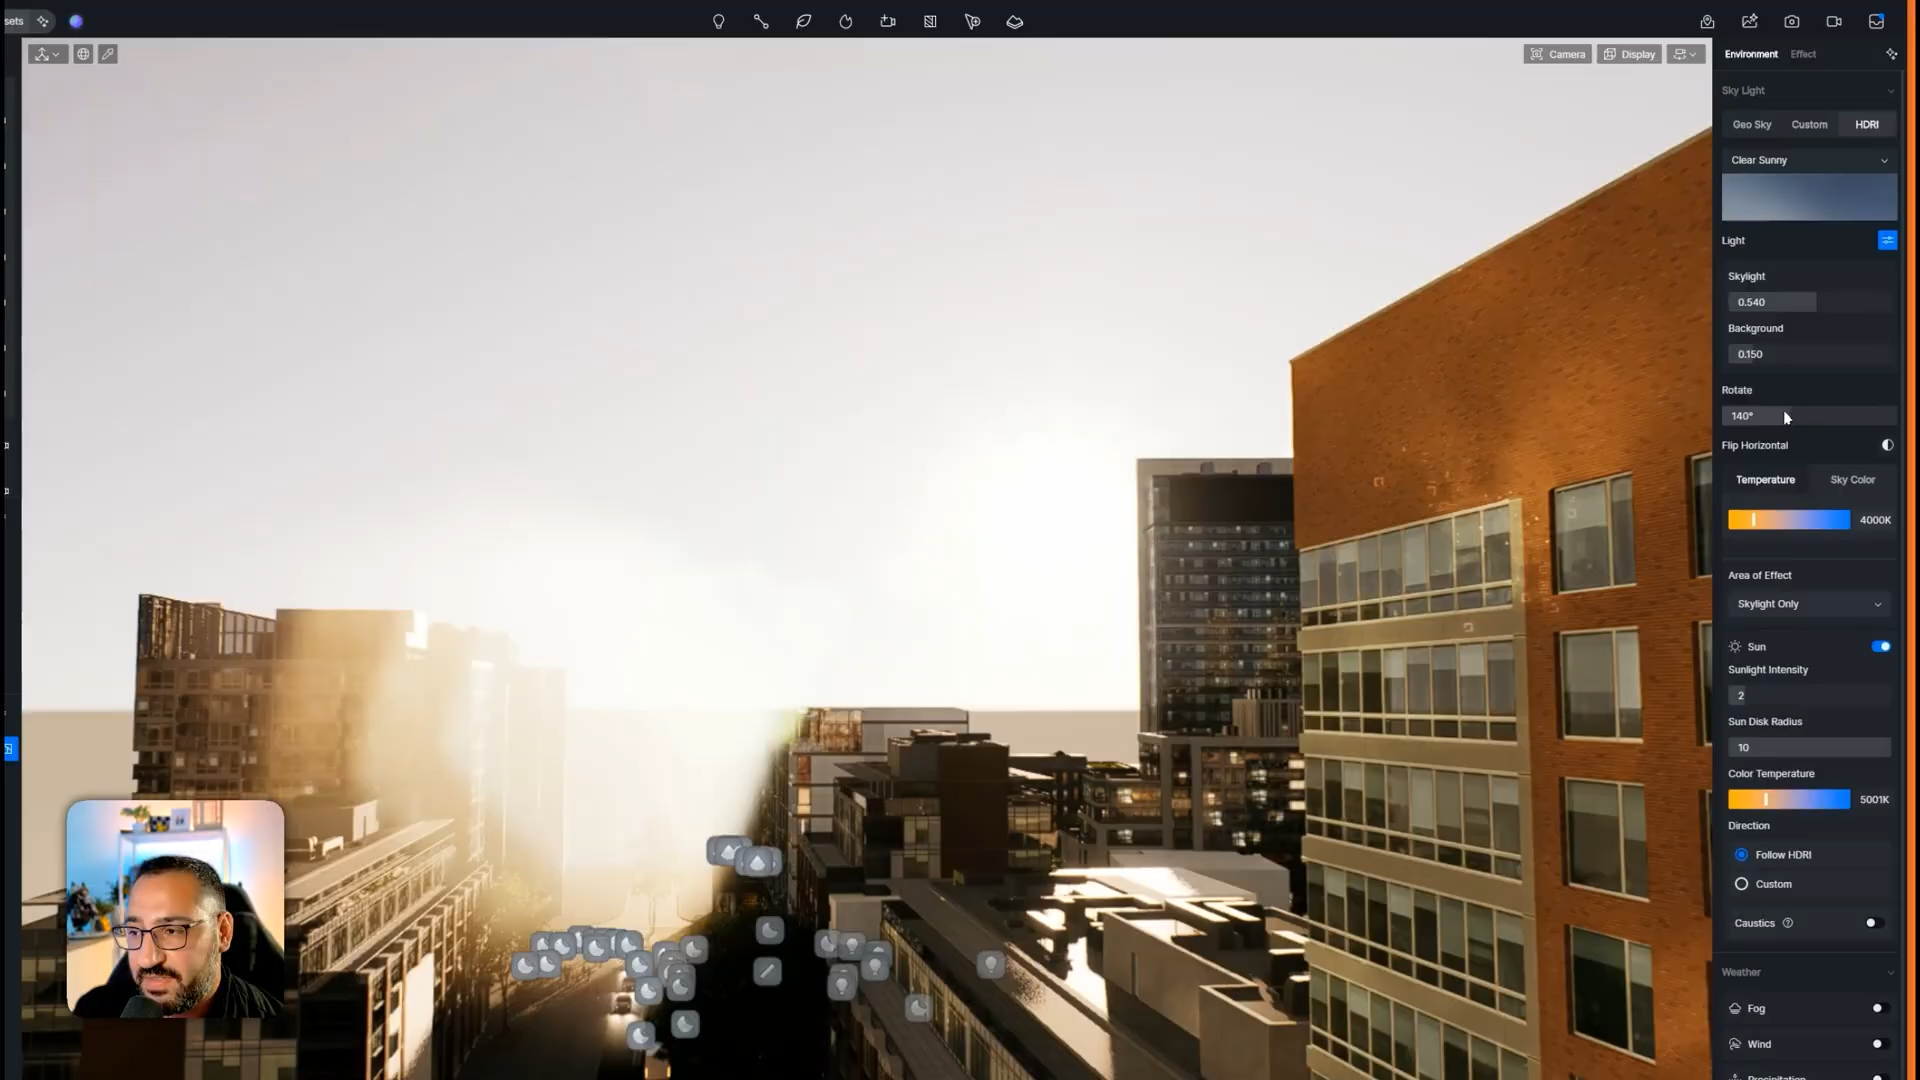 sets
Camera
Display
Environment
Effect
Sky Light
Geo Sky
Custom
HDRI
Clear Sunny
Light
Skylight
0.540
Background
0.150
Rotate
140°
Flip Horizontal
Temperature
Sky Color
4000K
Area of Effect
Skylight Only
Sun
Sunlight Intensity
2
Sun Disk Radius
10
Color Temperature
5001K
Direction
Follow HDRI
Custom
Caustics
Weather
Fog
Wind
Precipitation